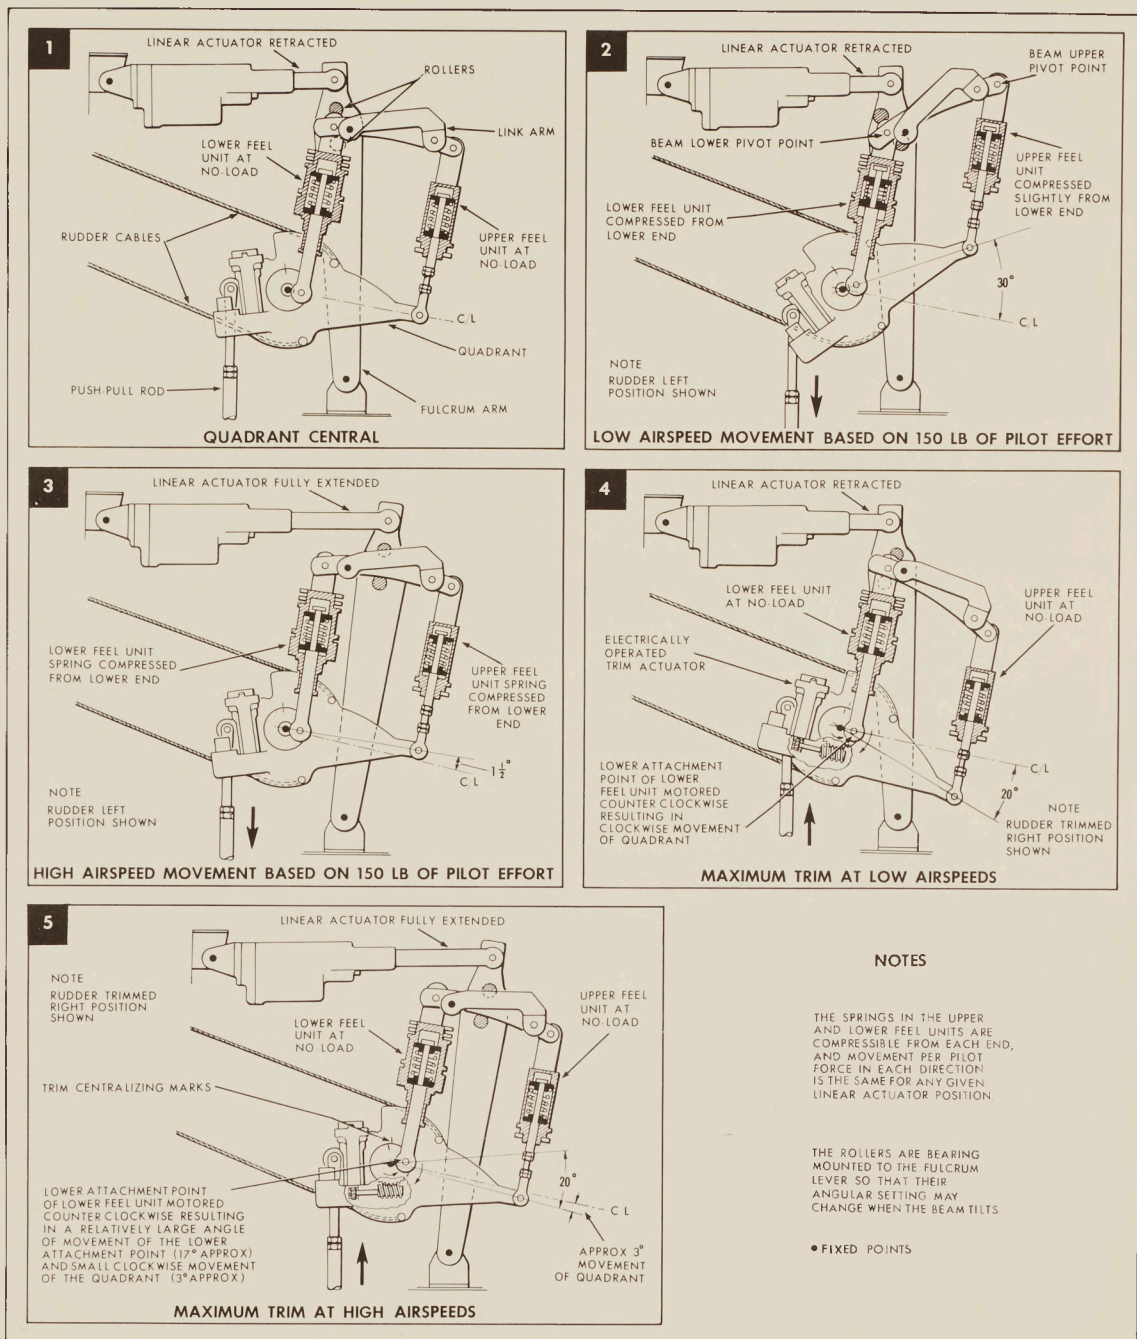 1
LINEAR ACTUATOR RETRACTED
ROLLERS
LINK ARM
LOWER FEEL
UNIT AT
NO-LOAD
RUDDER CABLES
UPPER FEEL
UNIT AT
NO-LOAD
C/L
QUADRANT
PUSH-PULL ROD
FULCRUM ARM
QUADRANT CENTRAL
2
LINEAR ACTUATOR RETRACTED
BEAM UPPER
PIVOT POINT
BEAM LOWER PIVOT POINT
UPPER FEEL
UNIT
COMPRESSED
SLIGHTLY FROM
LOWER END
LOWER FEEL UNIT
COMPRESSED FROM
LOWER END
30°
C/L
NOTE
RUDDER LEFT
POSITION SHOWN
LOW AIRSPEED MOVEMENT BASED ON 150 LB OF PILOT EFFORT
3
LINEAR ACTUATOR FULLY EXTENDED
LOWER FEEL UNIT
SPRING COMPRESSED
FROM LOWER END
UPPER FEEL
UNIT SPRING
COMPRESSED
FROM LOWER
END
1 1/2°
C/L
NOTE
RUDDER LEFT
POSITION SHOWN
HIGH AIRSPEED MOVEMENT BASED ON 150 LB OF PILOT EFFORT
4
LINEAR ACTUATOR RETRACTED
LOWER FEEL UNIT
AT NO-LOAD
UPPER FEEL
UNIT AT
NO-LOAD
ELECTRICALLY
OPERATED
TRIM ACTUATOR
LOWER ATTACHMENT
POINT OF LOWER
FEEL UNIT MOTORED
COUNTER CLOCKWISE
RESULTING IN
CLOCKWISE MOVEMENT
OF QUADRANT
C/L
20°
NOTE
RUDDER TRIMMED
RIGHT POSITION
SHOWN
MAXIMUM TRIM AT LOW AIRSPEEDS
5
LINEAR ACTUATOR FULLY EXTENDED
NOTE
RUDDER TRIMMED
RIGHT POSITION
SHOWN
LOWER FEEL
UNIT AT
NO-LOAD
UPPER FEEL
UNIT AT
NO-LOAD
TRIM CENTRALIZING MARKS
LOWER ATTACHMENT POINT
OF LOWER FEEL UNIT MOTORED
COUNTER CLOCKWISE RESULTING
IN A RELATIVELY LARGE ANGLE
OF MOVEMENT OF THE LOWER
ATTACHMENT POINT (17° APPROX)
AND SMALL CLOCKWISE MOVEMENT
OF THE QUADRANT (3° APPROX)
20°
C L
APPROX 3°
MOVEMENT
OF QUADRANT
MAXIMUM TRIM AT HIGH AIRSPEEDS
NOTES
THE SPRINGS IN THE UPPER
AND LOWER FEEL UNITS ARE
COMPRESSIBLE FROM EACH END,
AND MOVEMENT PER PILOT
FORCE IN EACH DIRECTION
IS THE SAME FOR ANY GIVEN
LINEAR ACTUATOR POSITION.
THE ROLLERS ARE BEARING
MOUNTED TO THE FULCRUM
LEVER SO THAT THEIR
ANGULAR SETTING MAY
CHANGE WHEN THE BEAM TILTS.
● FIXED POINTS